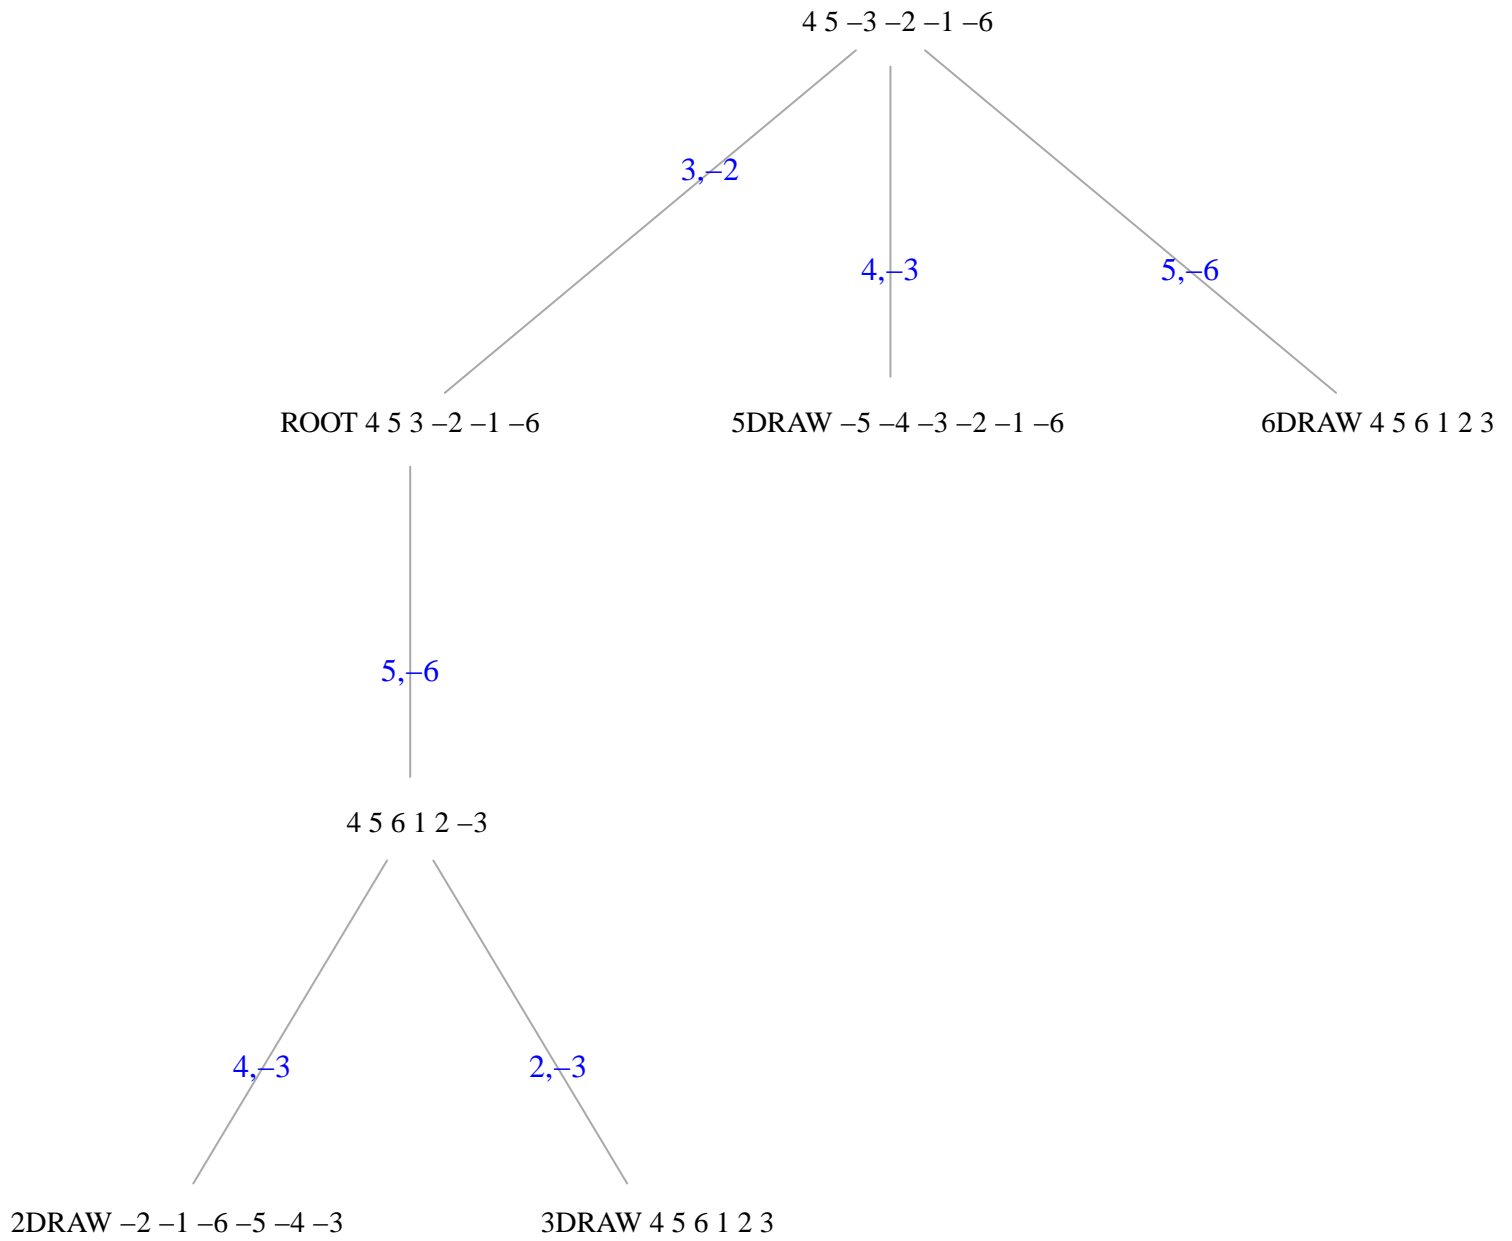 4 5 –3 –2 –1 –6
3,–2
4,–3
5,–6
ROOT 4 5 3 –2 –1 –6
5DRAW –5 –4 –3 –2 –1 –6
6DRAW 4 5 6 1 2 3
5,–6
4 5 6 1 2 –3
4,–3
2,–3
2DRAW –2 –1 –6 –5 –4 –3
3DRAW 4 5 6 1 2 3